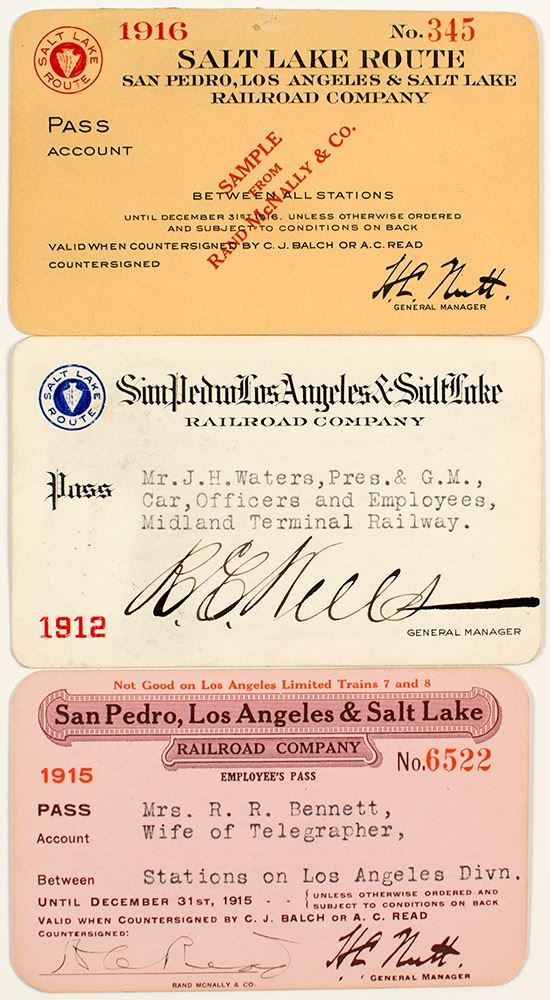 1916
No. 345
SALT LAKE ROUTE
SALT LAKE ROUTE
SAN PEDRO, LOS ANGELES & SALT LAKE
RAILROAD COMPANY
PASS
ACCOUNT
SAMPLE
FROM
RAND McNALLY & CO.
BETWEEN ALL STATIONS
UNTIL DECEMBER 31ST, 1916. UNLESS OTHERWISE ORDERED
AND SUBJECT TO CONDITIONS ON BACK
VALID WHEN COUNTERSIGNED BY C. J. BALCH OR A. C. READ
COUNTERSIGNED
H.C. Nutt.
GENERAL MANAGER
SALT LAKE ROUTE
San Pedro Los Angeles & Salt Lake
RAILROAD COMPANY
Pass
Mr.J.H.Waters,Pres.& G.M.,
Car,Officers and Employees,
Midland Terminal Railway.
R.E. Wells
1912
GENERAL MANAGER
Not Good on Los Angeles Limited Trains 7 and 8
San Pedro, Los Angeles & Salt Lake
RAILROAD COMPANY
No. 6522
1915
EMPLOYEE'S PASS
PASS Mrs. R. R. Bennett,
Account Wife of Telegrapher,
Between Stations on Los Angeles Divn.
UNTIL DECEMBER 31ST, 1915 - - { UNLESS OTHERWISE ORDERED AND
SUBJECT TO CONDITIONS ON BACK
VALID WHEN COUNTERSIGNED BY C. J. BALCH OR A. C. READ
COUNTERSIGNED:
A C Read
H.C. Nutt.
GENERAL MANAGER
RAND MCNALLY & CO.